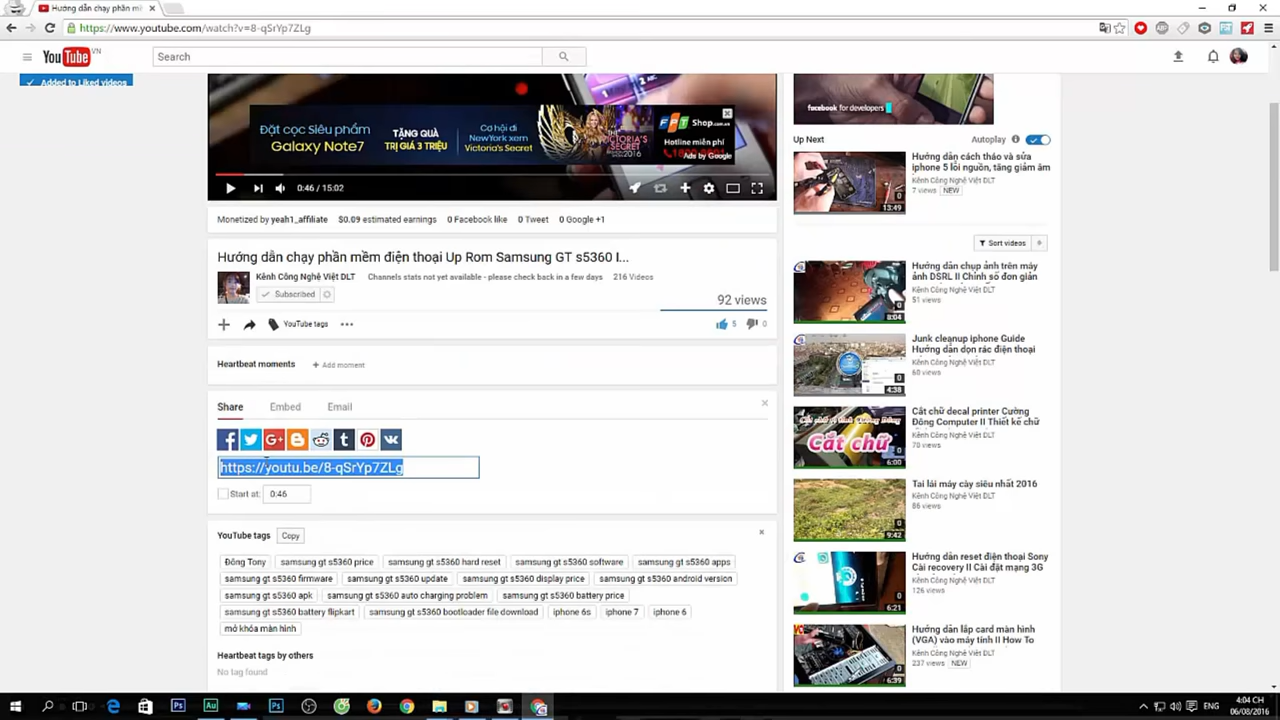 Hướng dẫn chạy phần mề
https://www.youtube.com/watch?v=8-qSrYp7ZLg
YouTube VN
Search
Added to Liked videos
Đặt cọc Siêu phẩm
Galaxy Note7
TẶNG QUÀ
TRỊ GIÁ 3 TRIỆU
Cơ hội đi
NewYork xem
Victoria's Secret
FPT Shop.com.vn
Hotline miễn phí
Ads by Google
0:46 / 15:02
Monetized by yeah1_affiliate $0.09 estimated earnings 0 Facebook like 0 Tweet 0 Google +1
Hướng dẫn chạy phần mềm điện thoại Up Rom Samsung GT s5360 I...
Kênh Công Nghệ Việt DLT Channels stats not yet available - please check back in a few days 216 Videos
Subscribed
92 views
YouTube tags
5 0
Heartbeat moments + Add moment
Share Embed Email
https://youtu.be/8-qSrYp7ZLg
Start at: 0:46
YouTube tags Copy
Đông Tony samsung gt s5360 price samsung gt s5360 hard reset samsung gt s5360 software samsung gt s5360 apps
samsung gt s5360 firmware samsung gt s5360 update samsung gt s5360 display price samsung gt s5360 android version
samsung gt s5360 apk samsung gt s5360 auto charging problem samsung gt s5360 battery price
samsung gt s5360 battery flipkart samsung gt s5360 bootloader file download iphone 6s iphone 7 iphone 6
mở khóa màn hình
Heartbeat tags by others
No tag found
facebook for developers
Up Next Autoplay
Hướng dẫn cách tháo và sửa
iphone 5 lỗi nguồn, tăng giảm âm
7 views NEW
13:49
Sort videos
Hướng dẫn chụp ảnh trên máy
ảnh DSRL II Chỉnh số đon giản
Kênh Công Nghệ Việt DLT
51 views
8:04
Junk cleanup iphone Guide
Hướng dẫn dọn rác điện thoại
Kênh Công Nghệ Việt DLT
60 views
4:38
Cắt chữ decal printer Cường
Đông Computer II Thiết kế chữ
Kênh Công Nghệ Việt DLT
70 views
Cắt chữ
6:00
Tai lái máy cày siêu nhất 2016
Kênh Công Nghệ Việt DLT
86 views
9:42
Hướng dẫn reset điện thoại Sony
Cài recovery II Cài đặt mạng 3G
Kênh Công Nghệ Việt DLT
126 views
6:21
Hướng dẫn lắp card màn hình
(VGA) vào máy tính II How To
Kênh Công Nghệ Việt DLT
237 views NEW
6:39
ENG
4:04 CH
06/08/2016